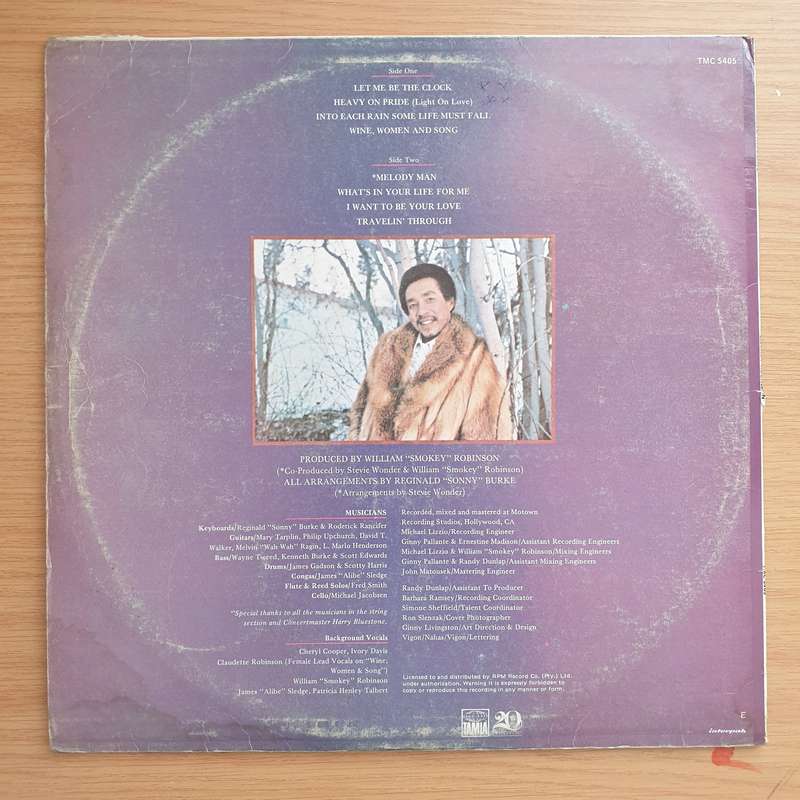 TMC 5405
Side One
LET ME BE THE CLOCK
HEAVY ON PRIDE (Light On Love)
INTO EACH RAIN SOME LIFE MUST FALL
WINE, WOMEN AND SONG
Side Two
*MELODY MAN
WHAT'S IN YOUR LIFE FOR ME
I WANT TO BE YOUR LOVE
TRAVELIN' THROUGH
PRODUCED BY WILLIAM "SMOKEY" ROBINSON
(*Co-Produced by Stevie Wonder & William "Smokey" Robinson)
ALL ARRANGEMENTS BY REGINALD "SONNY" BURKE
(*Arrangements by Stevie Wonder)
MUSICIANS
Keyboards/Reginald "Sonny" Burke & Roderick Rancifer
Guitars/Marv Tarplin, Philip Upchurch, David T.
Walker, Melvin "Wah Wah" Ragin, L. Marlo Henderson
Bass/Wayne Tweed, Kenneth Burke & Scott Edwards
Drums/James Gadson & Scotty Harris
Congas/James "Alibe" Sledge
Flute & Reed Solos/Fred Smith
Cello/Michael Jacobsen
"Special thanks to all the musicians in the string
section and Concertmaster Harry Bluestone.
Background Vocals
Cheryl Cooper, Ivory Davis
Claudette Robinson (Female Lead Vocals on "Wine,
Women & Song")
William "Smokey" Robinson
James "Alibe" Sledge, Patricia Henley Talbert
Recorded, mixed and mastered at Motown
Recording Studios, Hollywood, CA
Michael Lizzio/Recording Engineer
Ginny Pallante & Ernestine Madison/Assistant Recording Engineers
Michael Lizzio & William "Smokey" Robinson/Mixing Engineers
Ginny Pallante & Randy Dunlap/Assistant Mixing Engineers
John Matousek/Mastering Engineer
Randy Dunlap/Assistant To Producer
Barbara Ramsey/Recording Coordinator
Simone Sheffield/Talent Coordinator
Ron Slenzak/Cover Photographer
Ginny Livingston/Art Direction & Design
Vigon/Nahas/Vigon/Lettering
Licensed to and distributed by RPM Record Co. (Pty.) Ltd.
under authorization. Warning it is expressly forbidden to
copy or reproduce this recording in any manner or form.
TAMLA
20
E